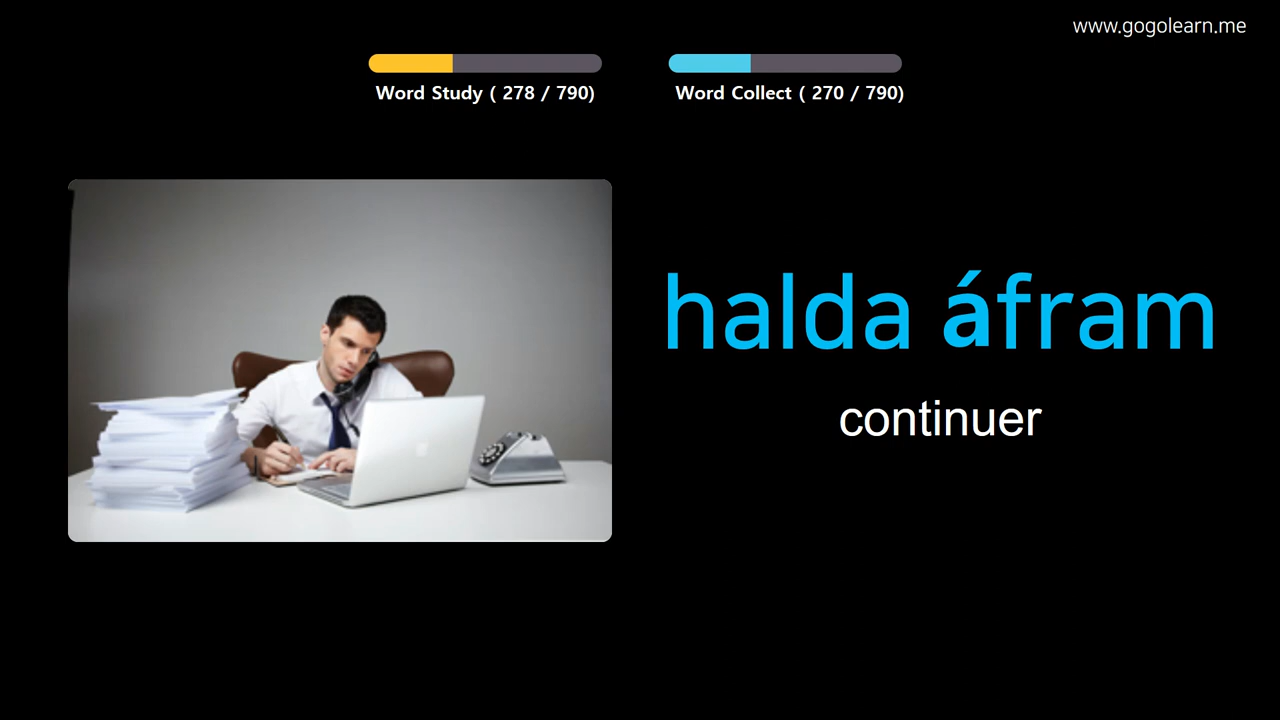 www.gogolearn.me
Word Study ( 278 / 790)
Word Collect ( 270 / 790)
halda áfram
continuer